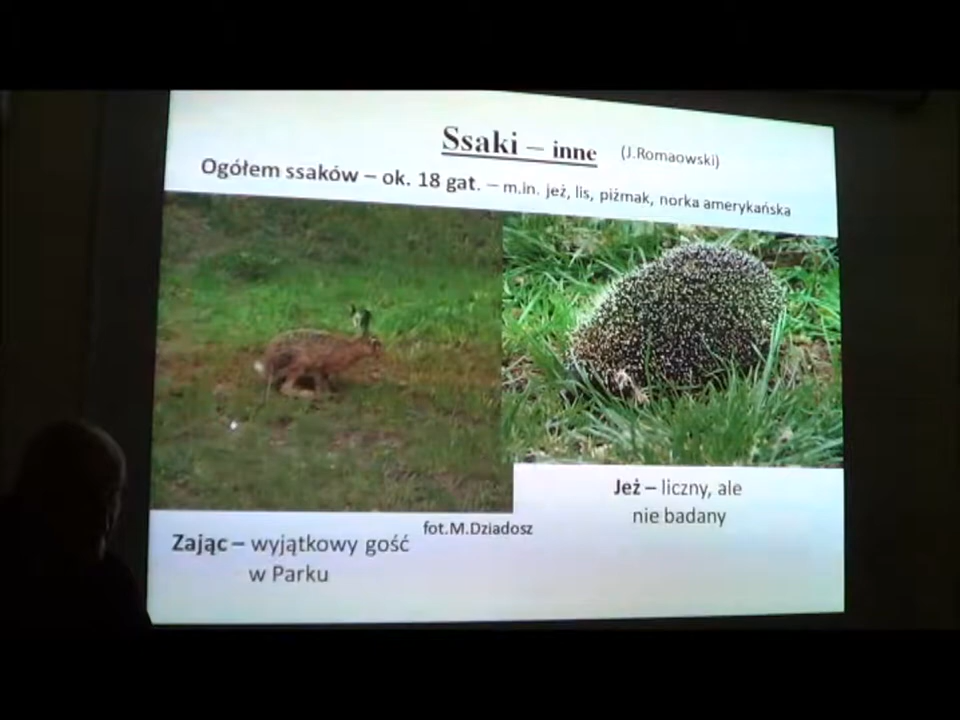 Ssaki – inne (J.Romaowski)
Ogółem ssaków – ok. 18 gat. – m.in. jeż, lis, piżmak, norka amerykańska
Jeż – liczny, ale
nie badany
fot.M.Dziadosz
Zając – wyjątkowy gość
w Parku